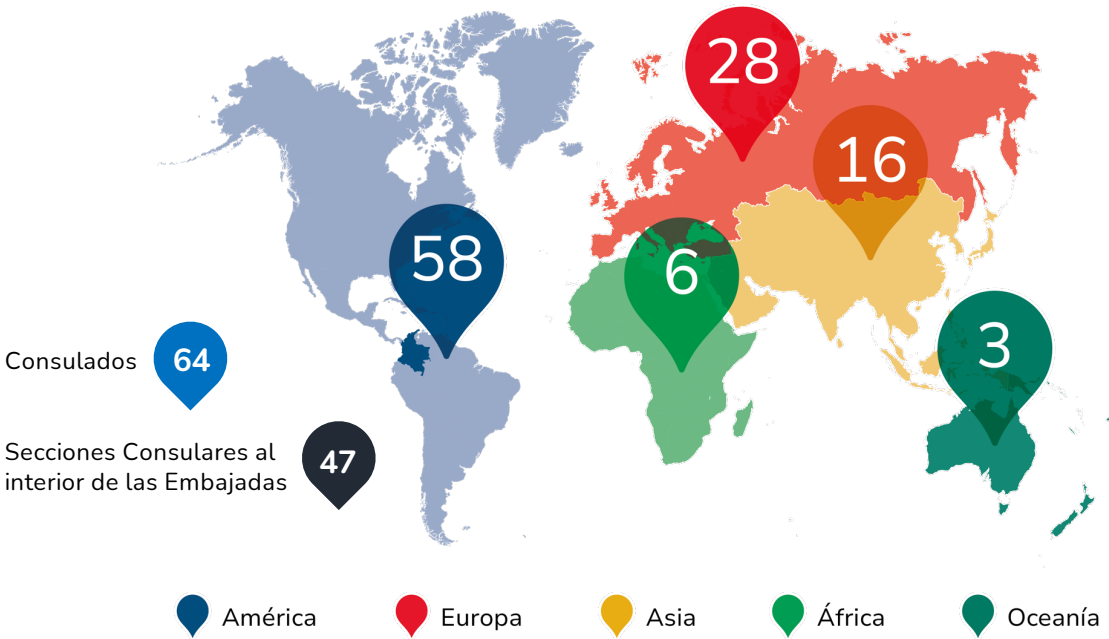 28
16
58
6
3
Consulados 64
Secciones Consulares al
interior de las Embajadas 47
América Europa Asia África Oceanía